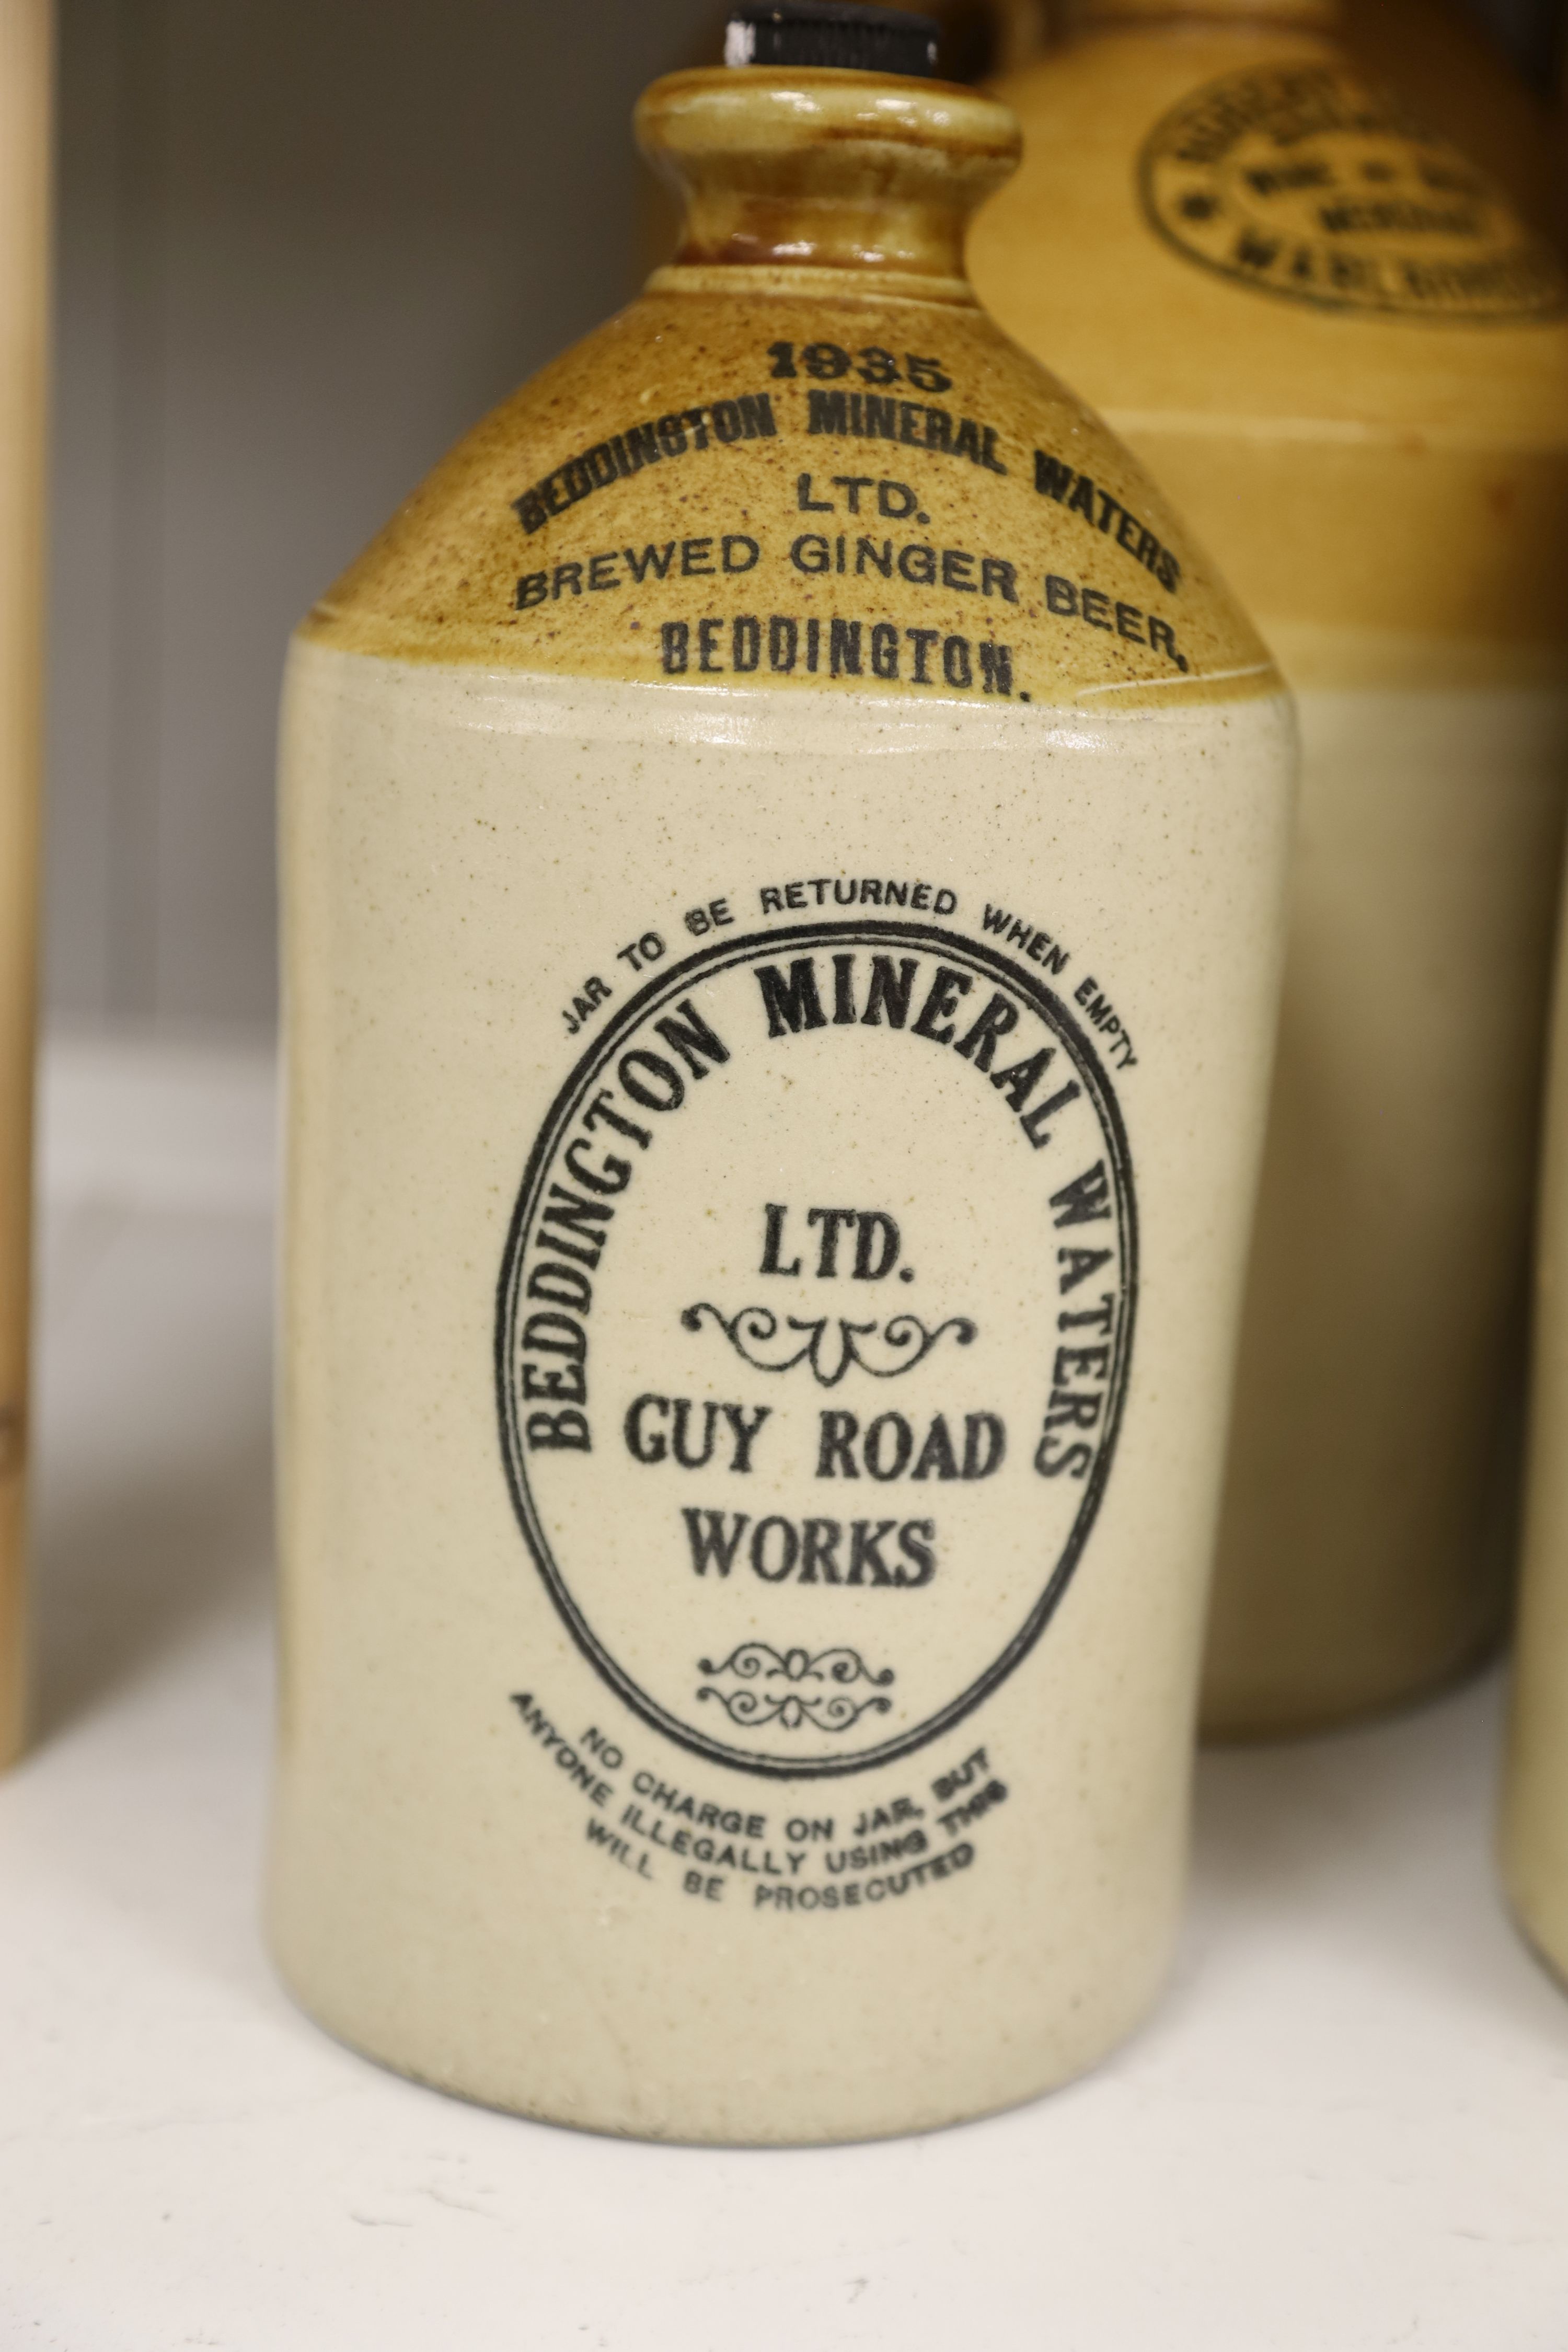 1935
BEDDINGTON MINERAL WATERS
LTD.
BREWED GINGER BEER,
BEDDINGTON.
JAR TO BE RETURNED WHEN EMPTY
BEDDINGTON MINERAL WATERS
LTD.
GUY ROAD
WORKS
NO CHARGE ON JAR, BUT
ANYONE ILLEGALLY USING THIS
WILL BE PROSECUTED